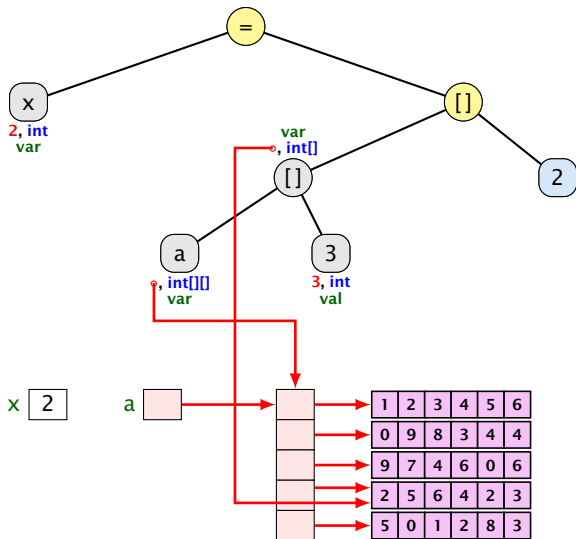 =
x
[]
2, int
var
var
, int[]
[]
2
a
3
, int[][]
var
3, int
val
x 2 a
1 2 3 4 5 6
0 9 8 3 4 4
9 7 4 6 0 6
2 5 6 4 2 3
5 0 1 2 8 3